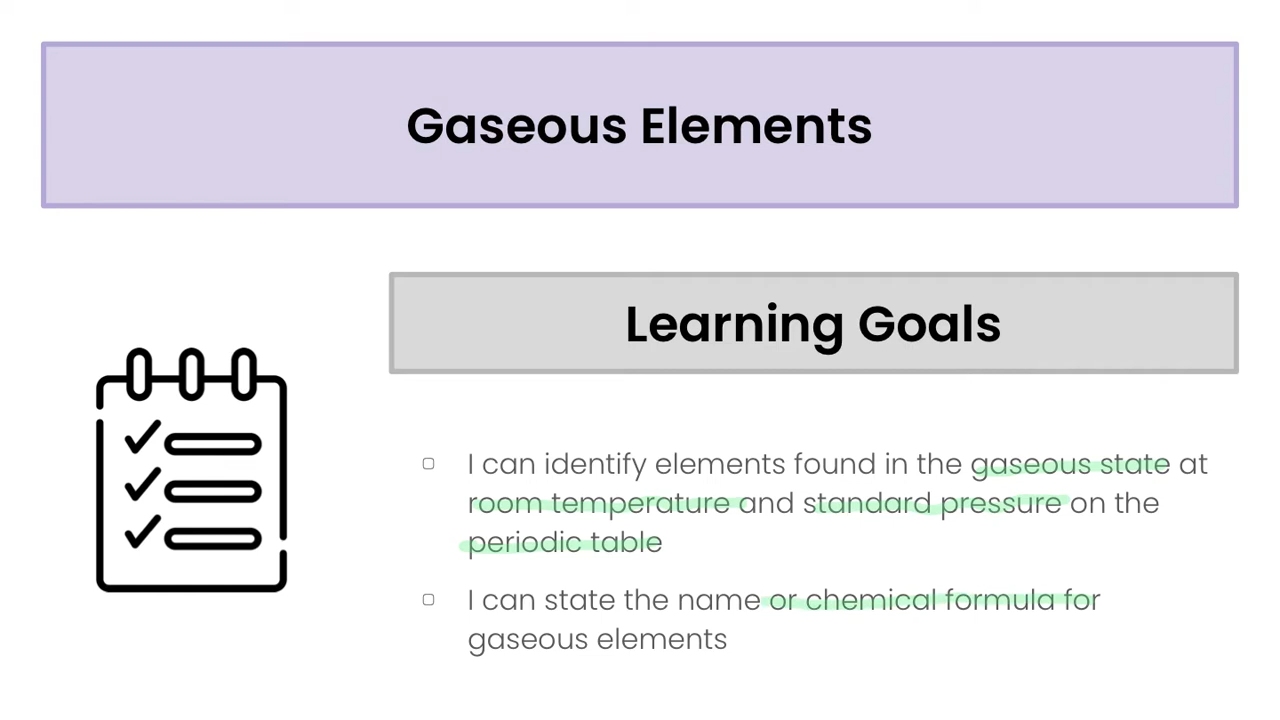 Gaseous Elements
Learning Goals
I can identify elements found in the gaseous state at
room temperature and standard pressure on the
periodic table
I can state the name or chemical formula for
gaseous elements